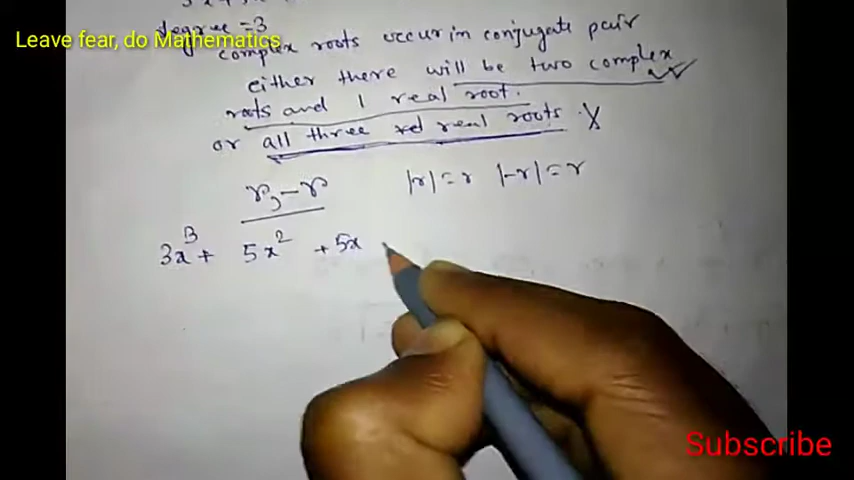 degree = 3
Leave fear, do Mathematics
complex roots occur in conjugate pair
either there will be two complex
roots and 1 real root.
or all three real roots. X
r, -r |r| = r |-r| = r
3x³ + 5x² + 5x
Subscribe